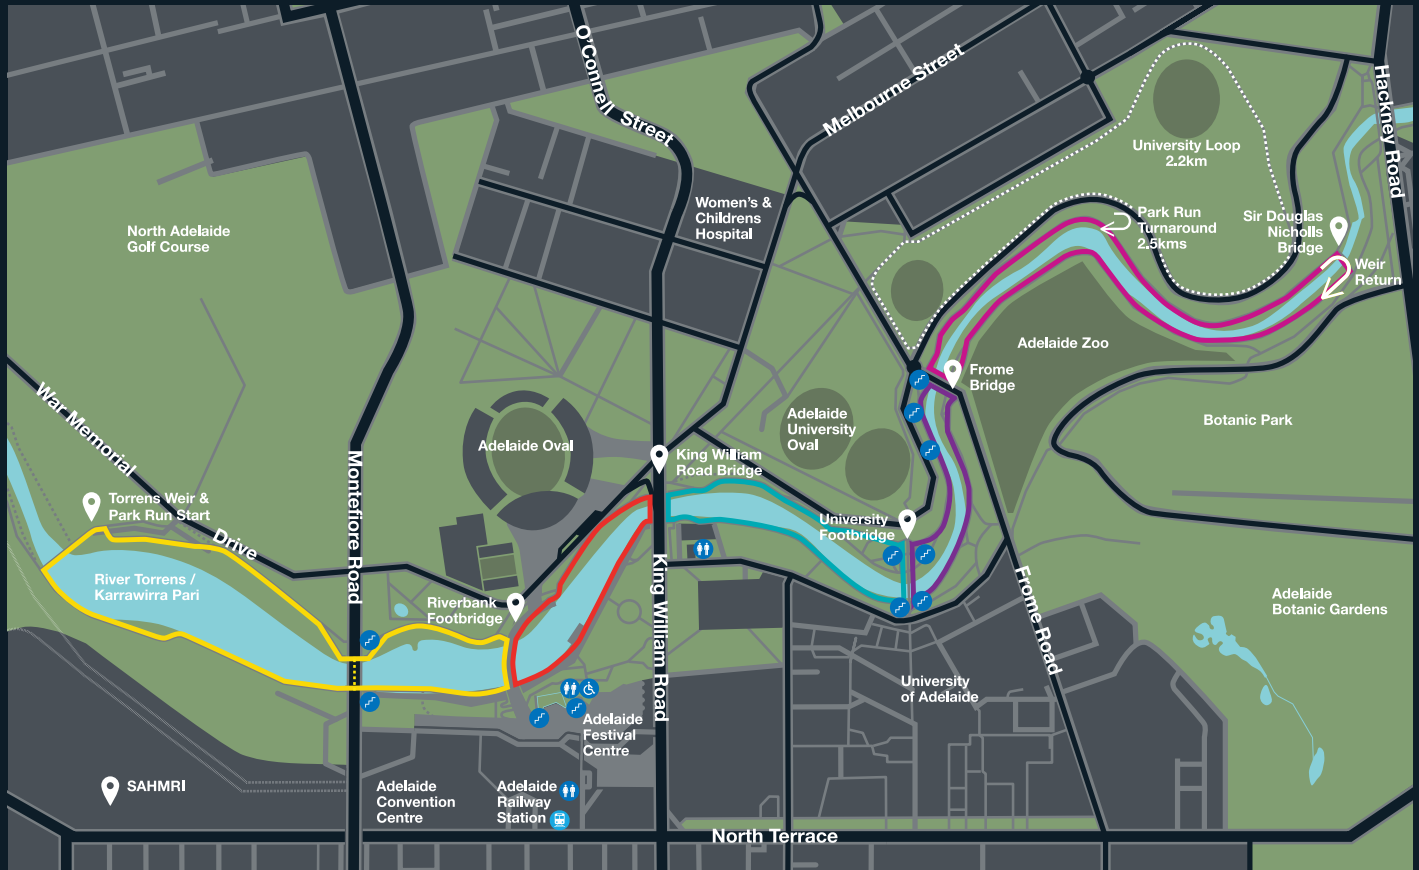 O'Connell Street
Melbourne Street
Hackney Road
University Loop
2.2km
Women's &
Childrens
Hospital
Park Run
Turnaround
2.5kms
Sir Douglas
Nicholls
Bridge
North Adelaide
Golf Course
Weir
Return
Adelaide Zoo
Frome
Bridge
War Memorial
Drive
Adelaide
University
Oval
Botanic Park
Adelaide Oval
King William
Road Bridge
Montefiore Road
Torrens Weir &
Park Run Start
University
Footbridge
River Torrens /
Karrawirra Pari
King William Road
Frome Road
Riverbank
Footbridge
Adelaide
Botanic Gardens
University
of Adelaide
Adelaide
Festival
Centre
SAHMRI
Adelaide
Convention
Centre
Adelaide
Railway
Station
North Terrace